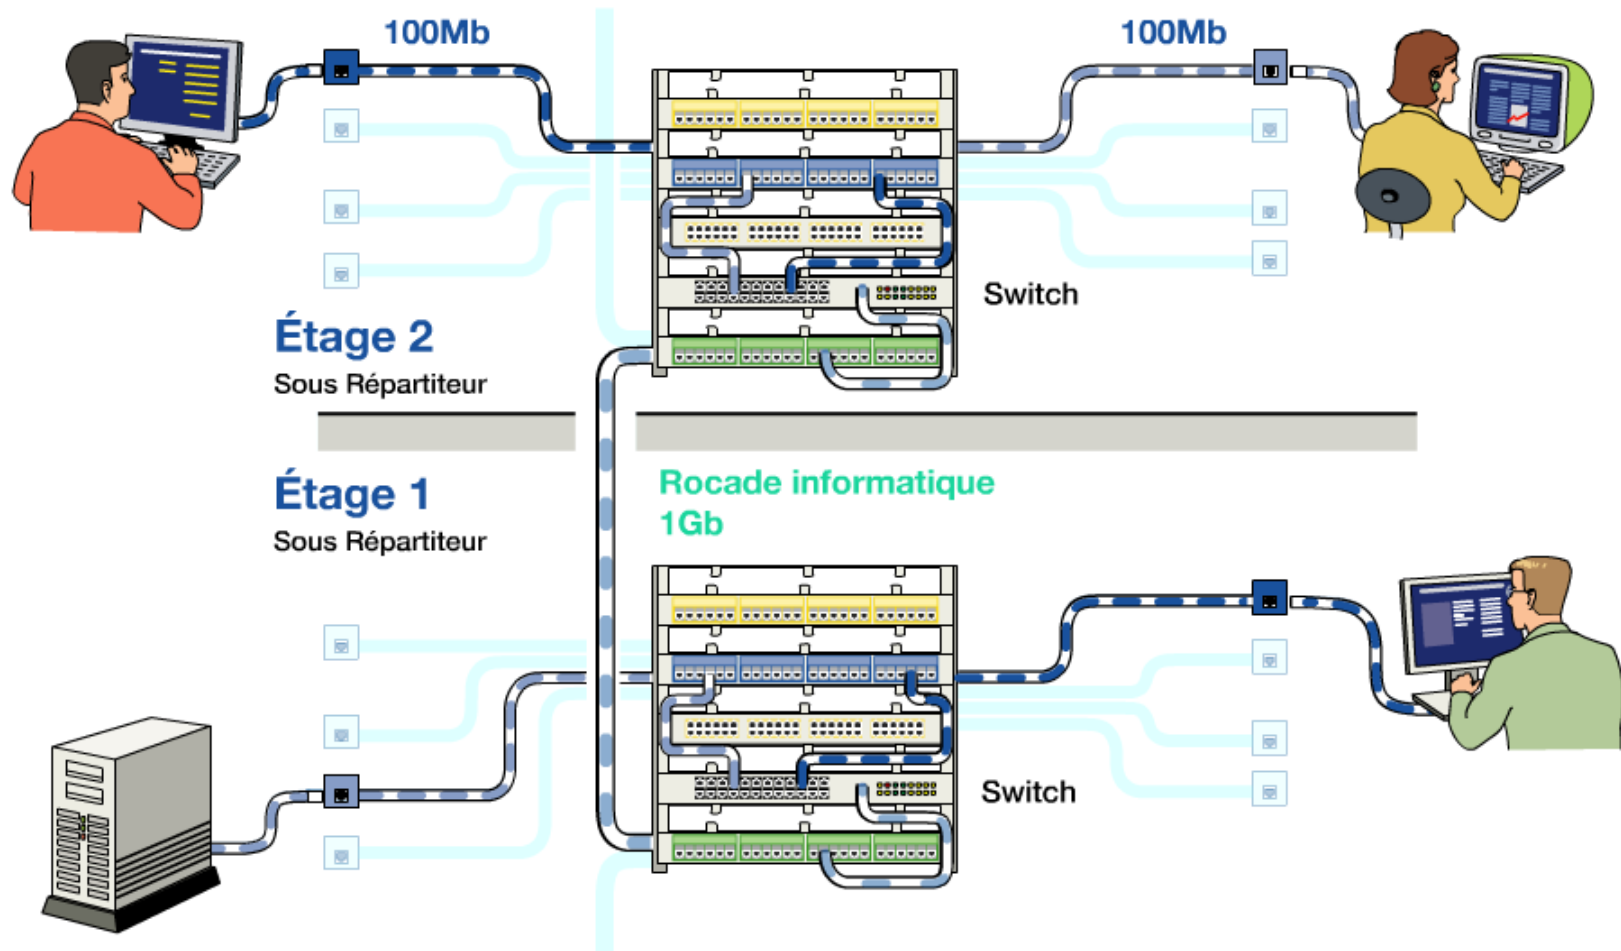 100Mb
100Mb
Switch
Étage 2
Sous Répartiteur
Étage 1
Sous Répartiteur
Rocade informatique
1Gb
Switch